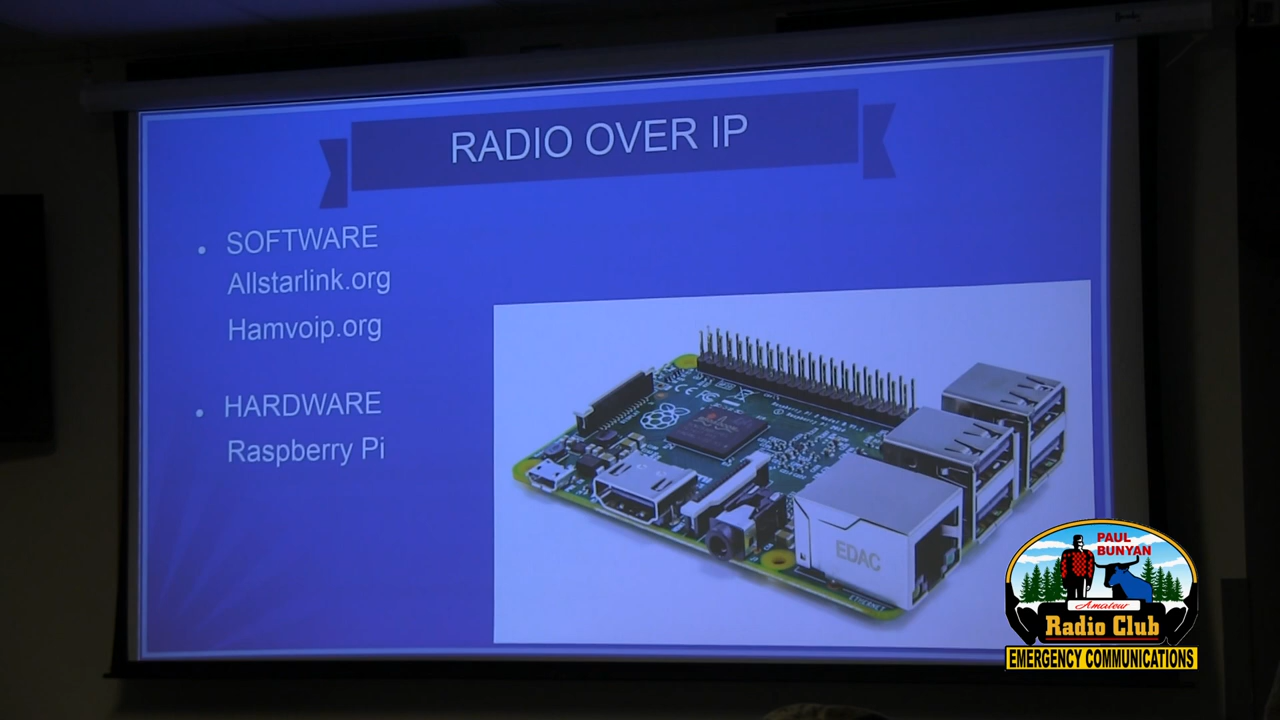 RADIO OVER IP
• SOFTWARE
Allstarlink.org
Hamvoip.org
• HARDWARE
Raspberry Pi
EDAC
ETHERNET
PAUL
BUNYAN
Amateur
Radio Club
EMERGENCY COMMUNICATIONS